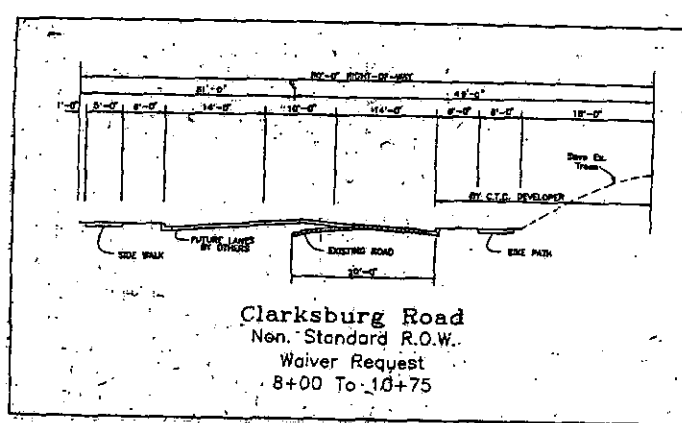 80'-0" RIGHT-OF-WAY
31'-0" 49'-0"
1'-0" 5'-0" 6'-0" 14'-0" 10'-0" 14'-0" 6'-0" 8'-0" 18'-0"
Save Ex.
Trees
BY C.T.C. DEVELOPER
SIDE WALK
FUTURE LANES
BY OTHERS
EXISTING ROAD
BIKE PATH
20'-0"
Clarksburg Road
Non. Standard R.O.W.
Waiver Request
8+00 To 10+75